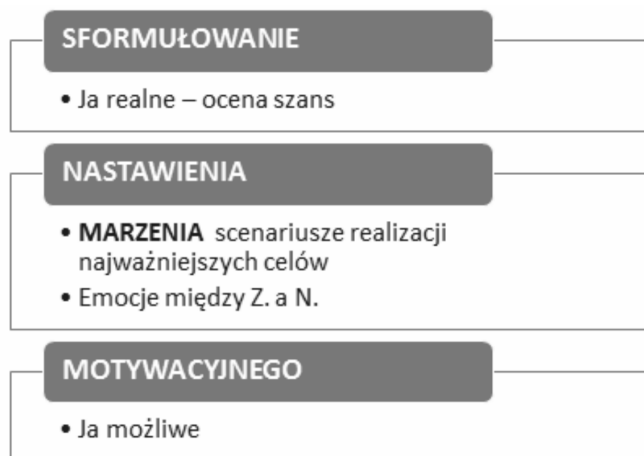 SFORMUŁOWANIE
• Ja realne – ocena szans
NASTAWIENIA
• MARZENIA scenariusze realizacji
najważniejszych celów
• Emocje między Z. a N.
MOTYWACYJNEGO
• Ja możliwe